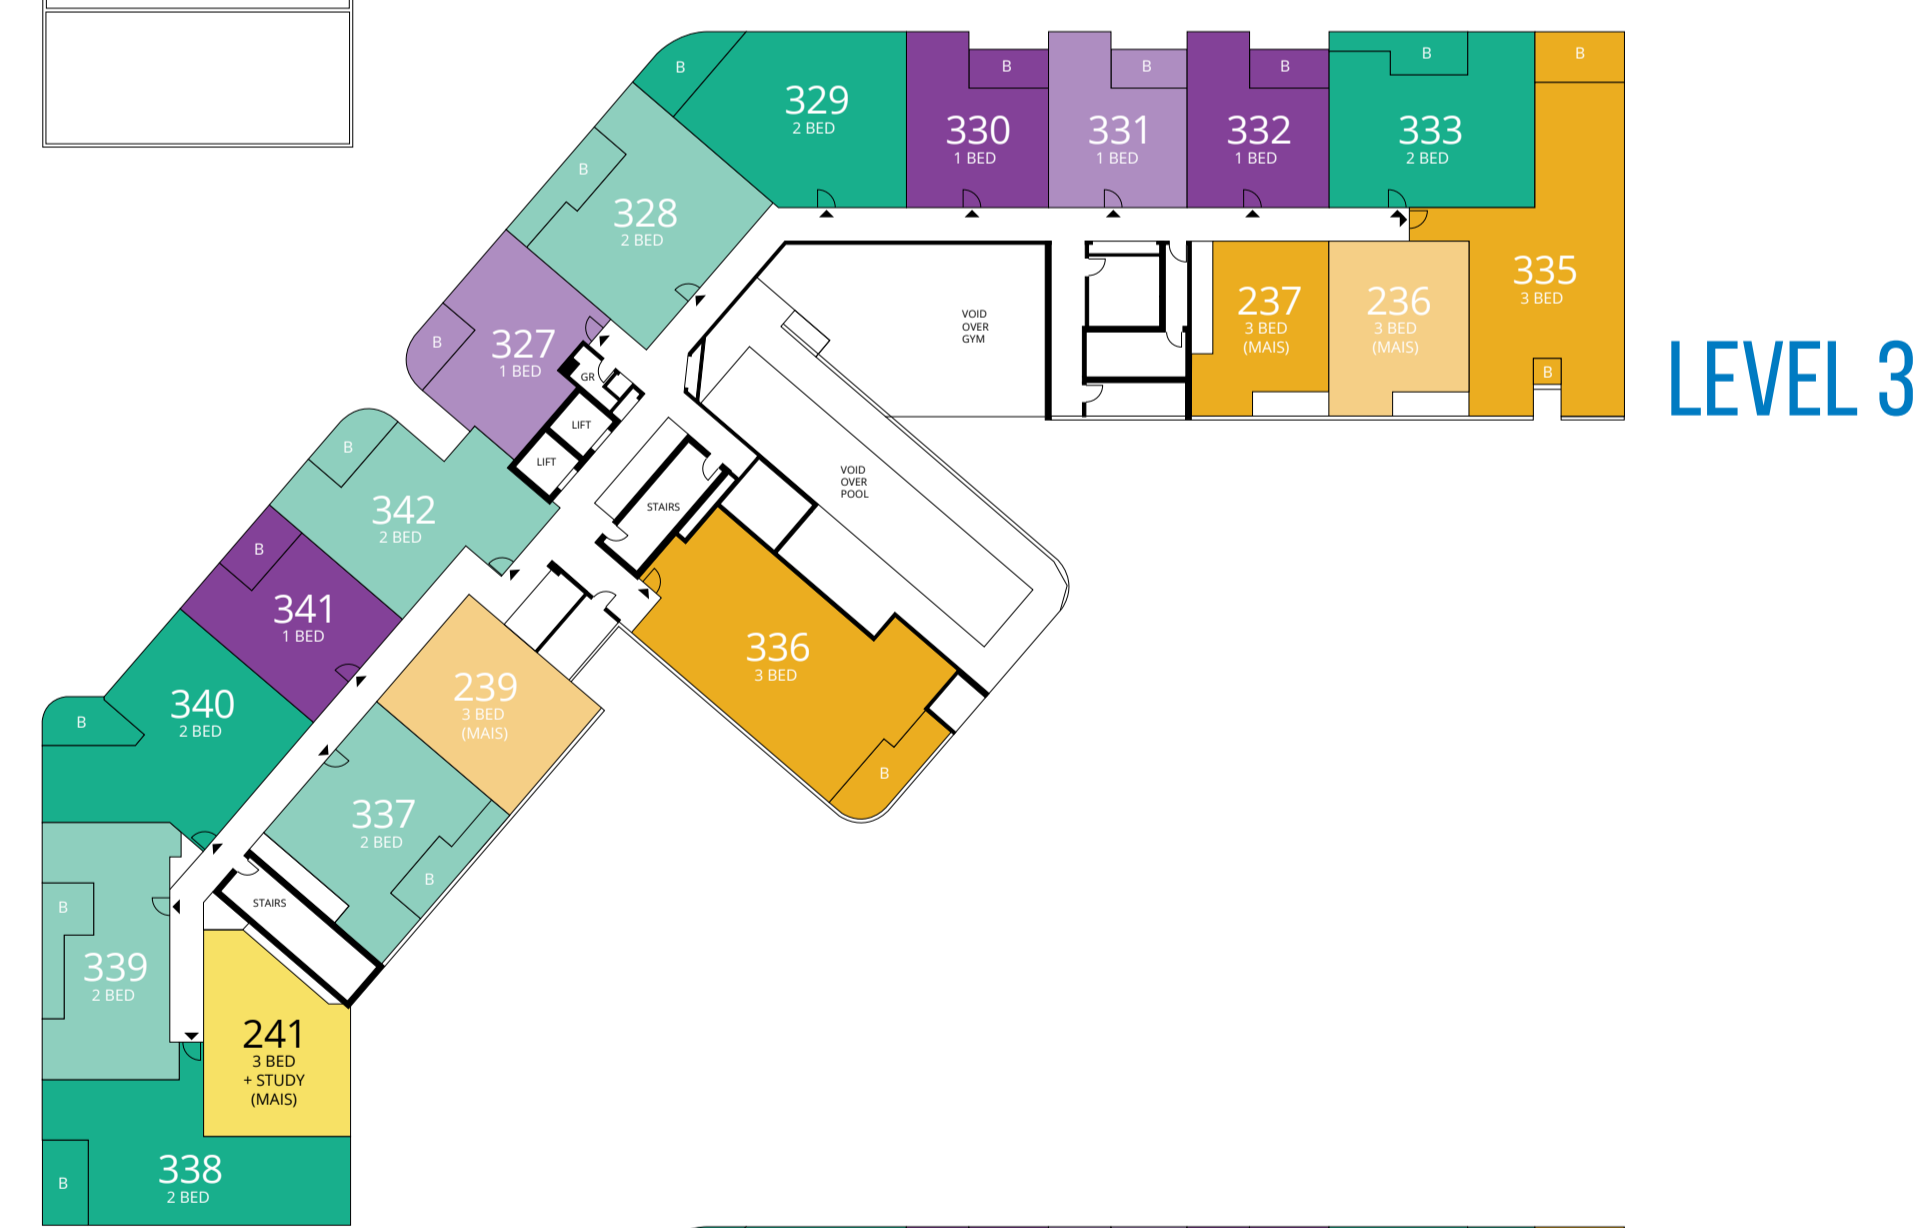 B
329
2 BED
330
1 BED
B
331
1 BED
B
332
1 BED
B
333
2 BED
B
B
335
3 BED
B
B
328
2 BED
B
327
1 BED
GR
LIFT
LIFT
VOID
OVER
GYM
237
3 BED
(MAIS)
236
3 BED
(MAIS)
LEVEL 3
B
342
2 BED
STAIRS
VOID
OVER
POOL
B
341
1 BED
336
3 BED
B
B
340
2 BED
239
3 BED
(MAIS)
337
2 BED
B
STAIRS
B
339
2 BED
241
3 BED
+ STUDY
(MAIS)
338
2 BED
B